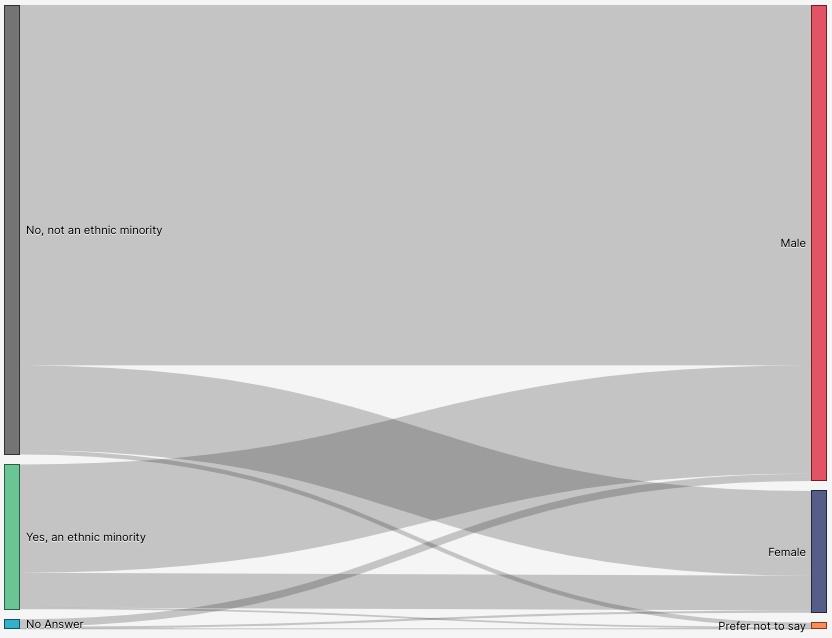 No, not an ethnic minority
Male
Yes, an ethnic minority
Female
No Answer
Prefer not to say